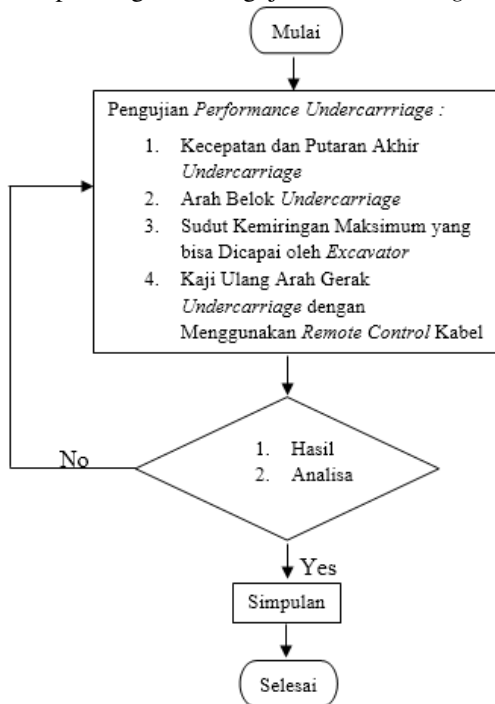 Mulai
Pengujian Performance Undercarrriage :
1. Kecepatan dan Putaran Akhir
Undercarriage
2. Arah Belok Undercarriage
3. Sudut Kemiringan Maksimum yang
bisa Dicapai oleh Excavator
4. Kaji Ulang Arah Gerak
Undercarriage dengan
Menggunakan Remote Control Kabel
1. Hasil
2. Analisa
No
Yes
Simpulan
Selesai